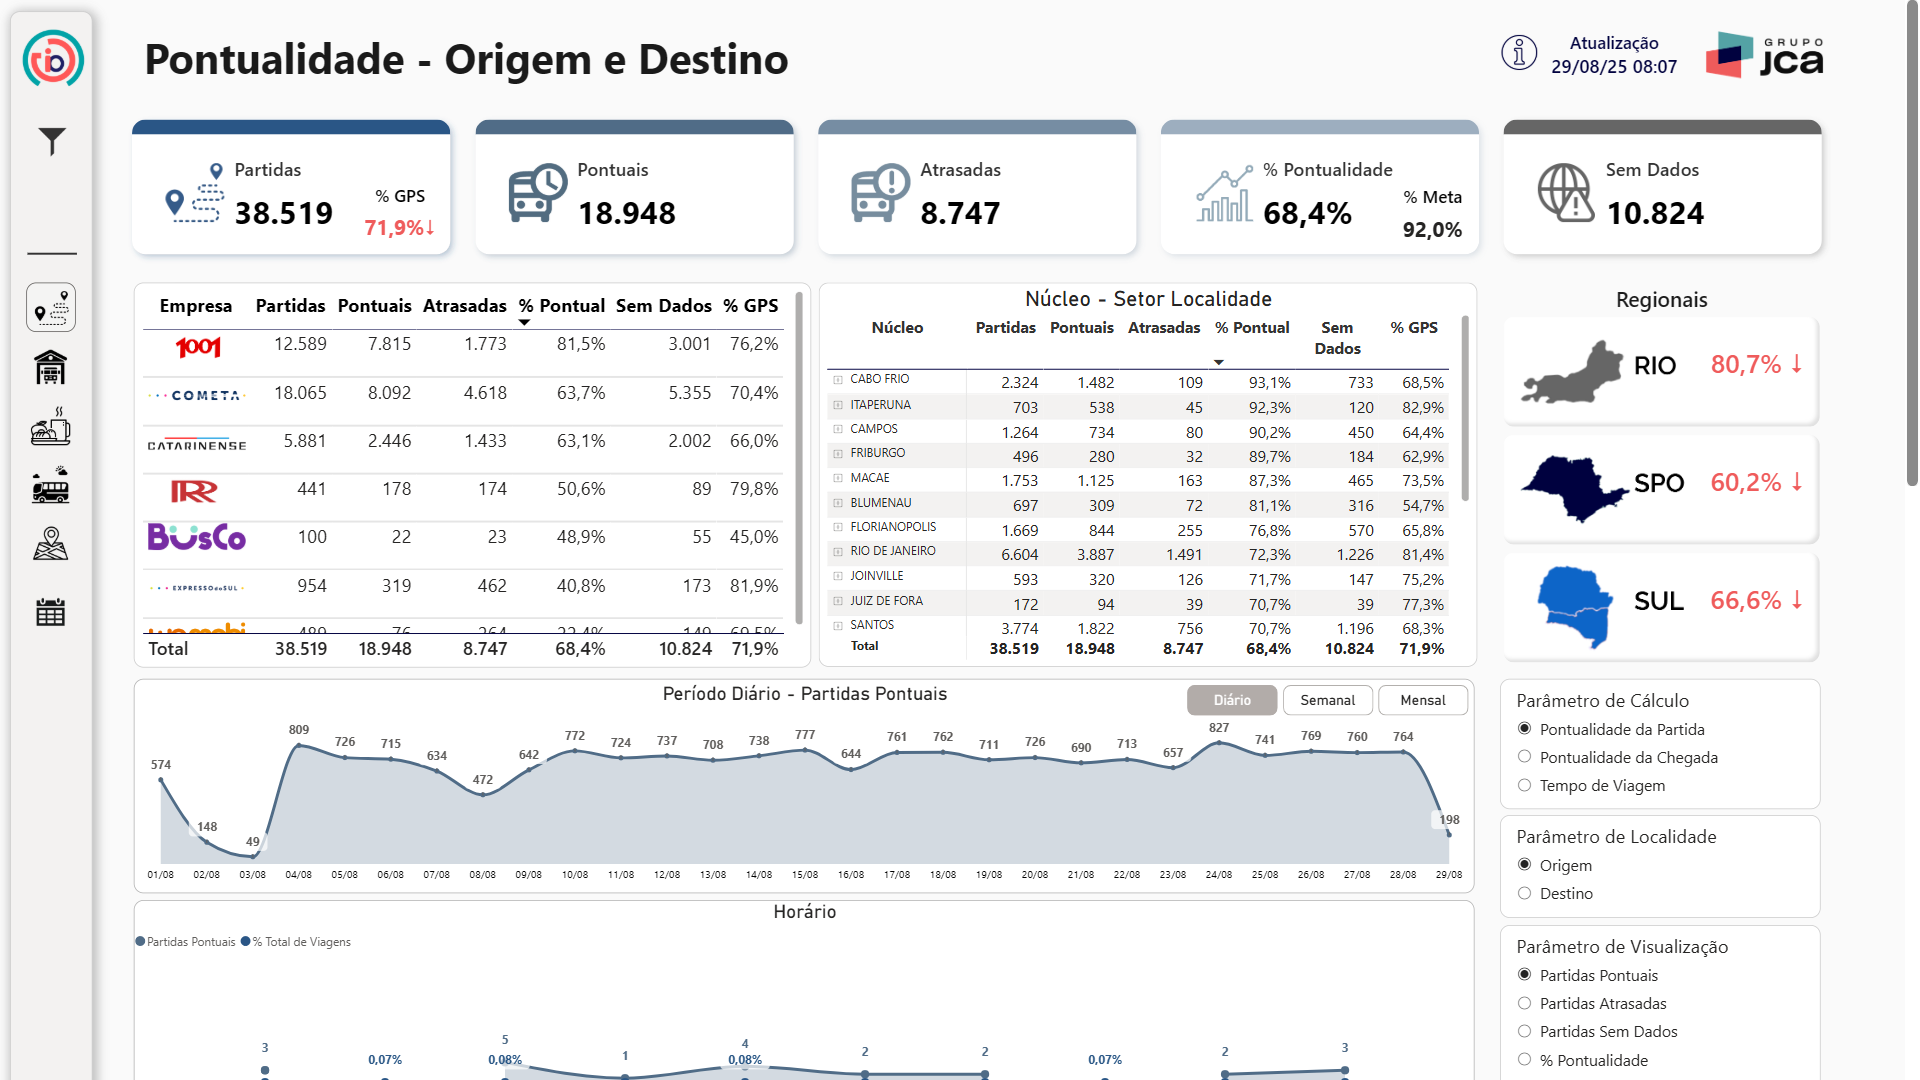 Pontualidade - Origem e Destino
Atualização
29/08/25 08:07
GRUPO
jca
Partidas
38.519
% GPS
71,9%↓
Pontuais
18.948
Atrasadas
8.747
% Pontualidade
68,4%
% Meta
92,0%
Sem Dados
10.824
Empresa Partidas Pontuais Atrasadas % Pontual Sem Dados % GPS
1001 12.589 7.815 1.773 81,5% 3.001 76,2%
COMETA 18.065 8.092 4.618 63,7% 5.355 70,4%
CATARINENSE 5.881 2.446 1.433 63,1% 2.002 66,0%
RR 441 178 174 50,6% 89 79,8%
BUSCo 100 22 23 48,9% 55 45,0%
EXPRESSO do SUL 954 319 462 40,8% 173 81,9%
489 76 264 22,4% 149 69,5%
Total 38.519 18.948 8.747 68,4% 10.824 71,9%
Núcleo - Setor Localidade
Núcleo Partidas Pontuais Atrasadas % Pontual Sem Dados % GPS
CABO FRIO 2.324 1.482 109 93,1% 733 68,5%
ITAPERUNA 703 538 45 92,3% 120 82,9%
CAMPOS 1.264 734 80 90,2% 450 64,4%
FRIBURGO 496 280 32 89,7% 184 62,9%
MACAE 1.753 1.125 163 87,3% 465 73,5%
BLUMENAU 697 309 72 81,1% 316 54,7%
FLORIANOPOLIS 1.669 844 255 76,8% 570 65,8%
RIO DE JANEIRO 6.604 3.887 1.491 72,3% 1.226 81,4%
JOINVILLE 593 320 126 71,7% 147 75,2%
JUIZ DE FORA 172 94 39 70,7% 39 77,3%
SANTOS 3.774 1.822 756 70,7% 1.196 68,3%
Total 38.519 18.948 8.747 68,4% 10.824 71,9%
Regionais
RIO 80,7% ↓
SPO 60,2% ↓
SUL 66,6% ↓
Período Diário - Partidas Pontuais
Diário Semanal Mensal
574 148 49 809 726 715 634 472 642 772 724 737 708 738 777 644 761 762 711 726 690 713 657 827 741 769 760 764 198
01/08 02/08 03/08 04/08 05/08 06/08 07/08 08/08 09/08 10/08 11/08 12/08 13/08 14/08 15/08 16/08 17/08 18/08 19/08 20/08 21/08 22/08 23/08 24/08 25/08 26/08 27/08 28/08 29/08
Parâmetro de Cálculo
Pontualidade da Partida
Pontualidade da Chegada
Tempo de Viagem
Parâmetro de Localidade
Origem
Destino
Parâmetro de Visualização
Partidas Pontuais
Partidas Atrasadas
Partidas Sem Dados
% Pontualidade
Horário
Partidas Pontuais % Total de Viagens
3 5 1 4 2 2 2 3
0,07% 0,08% 0,08% 0,07%